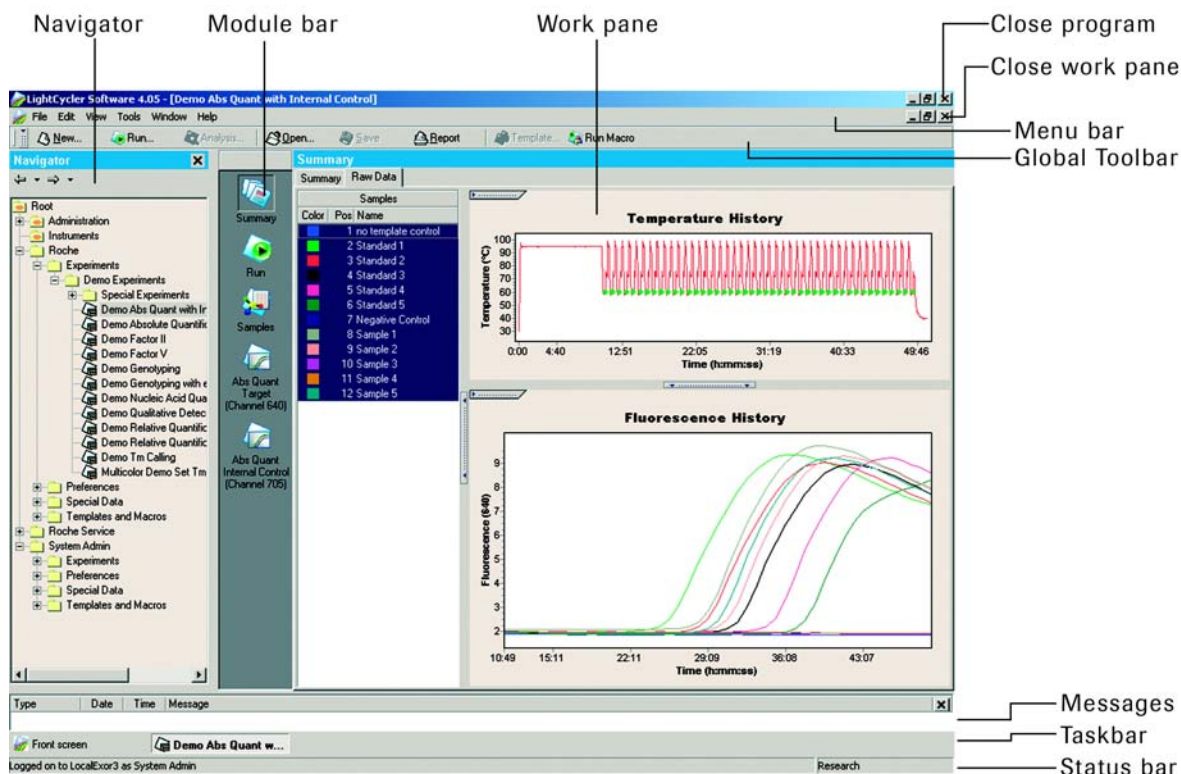 Navigator
Module bar
Work pane
Close program
Close work pane
Menu bar
Global Toolbar
LightCycler Software 4.05 - [Demo Abs Quant with Internal Control]
File Edit View Tools Window Help
New... Run... Analysis... Open... Save Report Template... Run Macro
Navigator
Root
Administration
Instruments
Roche
Experiments
Demo Experiments
Special Experiments
Demo Abs Quant with Ir
Demo Absolute Quantific
Demo Factor II
Demo Factor V
Demo Genotyping
Demo Genotyping with e
Demo Nucleic Acid Qua
Demo Qualitative Detec
Demo Relative Quantific
Demo Relative Quantific
Demo Tm Calling
Multicolor Demo Set Tm
Preferences
Special Data
Templates and Macros
Roche Service
System Admin
Experiments
Preferences
Special Data
Templates and Macros
Summary
Run
Samples
Abs Quant
Target
(Channel 640)
Abs Quant
Internal Control
(Channel 705)
Summary
Summary Raw Data
Samples
Color Pos Name
1 no template control
2 Standard 1
3 Standard 2
4 Standard 3
5 Standard 4
6 Standard 5
7 Negative Control
8 Sample 1
9 Sample 2
10 Sample 3
11 Sample 4
12 Sample 5
Temperature History
Temperature (°C)
100
90
80
70
60
50
40
30
0:00 4:40 12:51 22:05 31:19 40:33 49:46
Time (h:mm:ss)
Fluorescence History
Fluorescence (640)
9
8
7
6
5
4
3
2
10:49 15:11 22:11 29:09 36:08 43:07
Time (h:mm:ss)
Type Date Time Message
Front screen Demo Abs Quant w...
Logged on to LocalExor3 as System Admin Research
Messages
Taskbar
Status bar